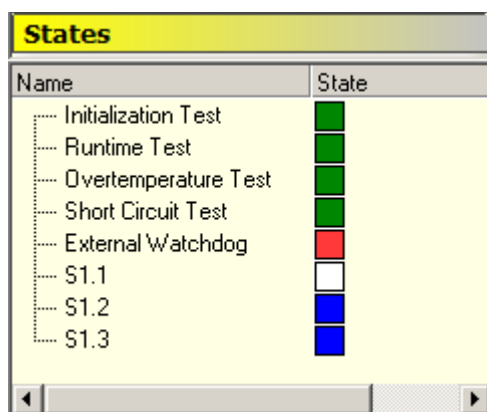 States
Name State
Initialization Test
Runtime Test
Overtemperature Test
Short Circuit Test
External Watchdog
S1.1
S1.2
S1.3